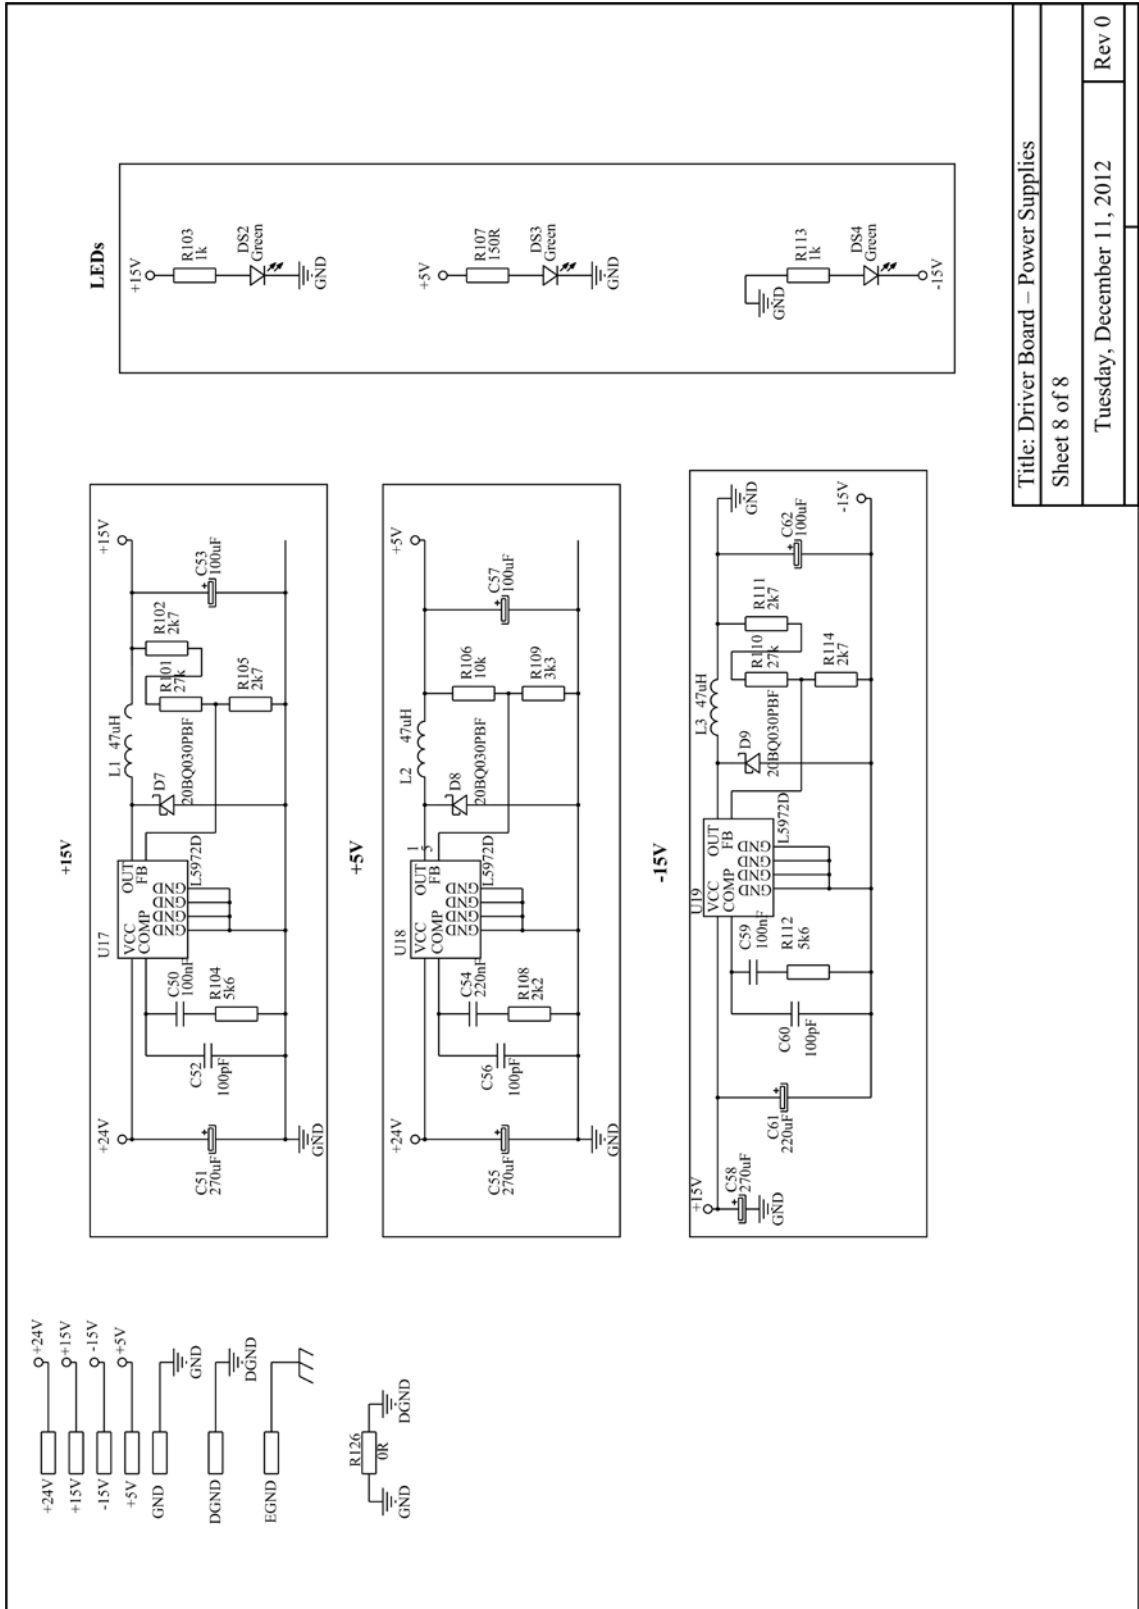 +24V
+24V
+15V
+15V
-15V
-15V
+5V
+5V
GND
GND
DGND
DGND
EGND
R126
0R
GND
DGND
+15V
+24V
C51
270uF
GND
C52
100pF
C50
100nF
R104
5k6
U17
VCC
COMP
OUT
FB
GND
GND
GND
GND
L5972D
D7
20BQ030PBF
L1 47uH
R101
27k
R102
2k7
R105
2k7
C53
100uF
+15V
+5V
+24V
C55
270uF
GND
C56
100pF
C54
220nF
R108
2k2
U18
VCC
COMP
OUT
FB
1
5
GND
GND
GND
GND
L5972D
D8
20BQ030PBF
L2 47uH
R106
10k
R109
3k3
C57
100uF
+5V
-15V
+15V
C58
270uF
GND
C61
220uF
C60
100pF
C59
100nF
R112
5k6
U19
VCC
COMP
OUT
FB
GND
GND
GND
GND
L5972D
D9
20BQ030PBF
L3 47uH
R110
27k
R111
2k7
R114
2k7
C62
100uF
GND
-15V
LEDs
+15V
R103
1k
DS2
Green
GND
+5V
R107
150R
DS3
Green
GND
GND
R113
1k
DS4
Green
-15V
Title: Driver Board – Power Supplies
Sheet 8 of 8
Tuesday, December 11, 2012
Rev 0